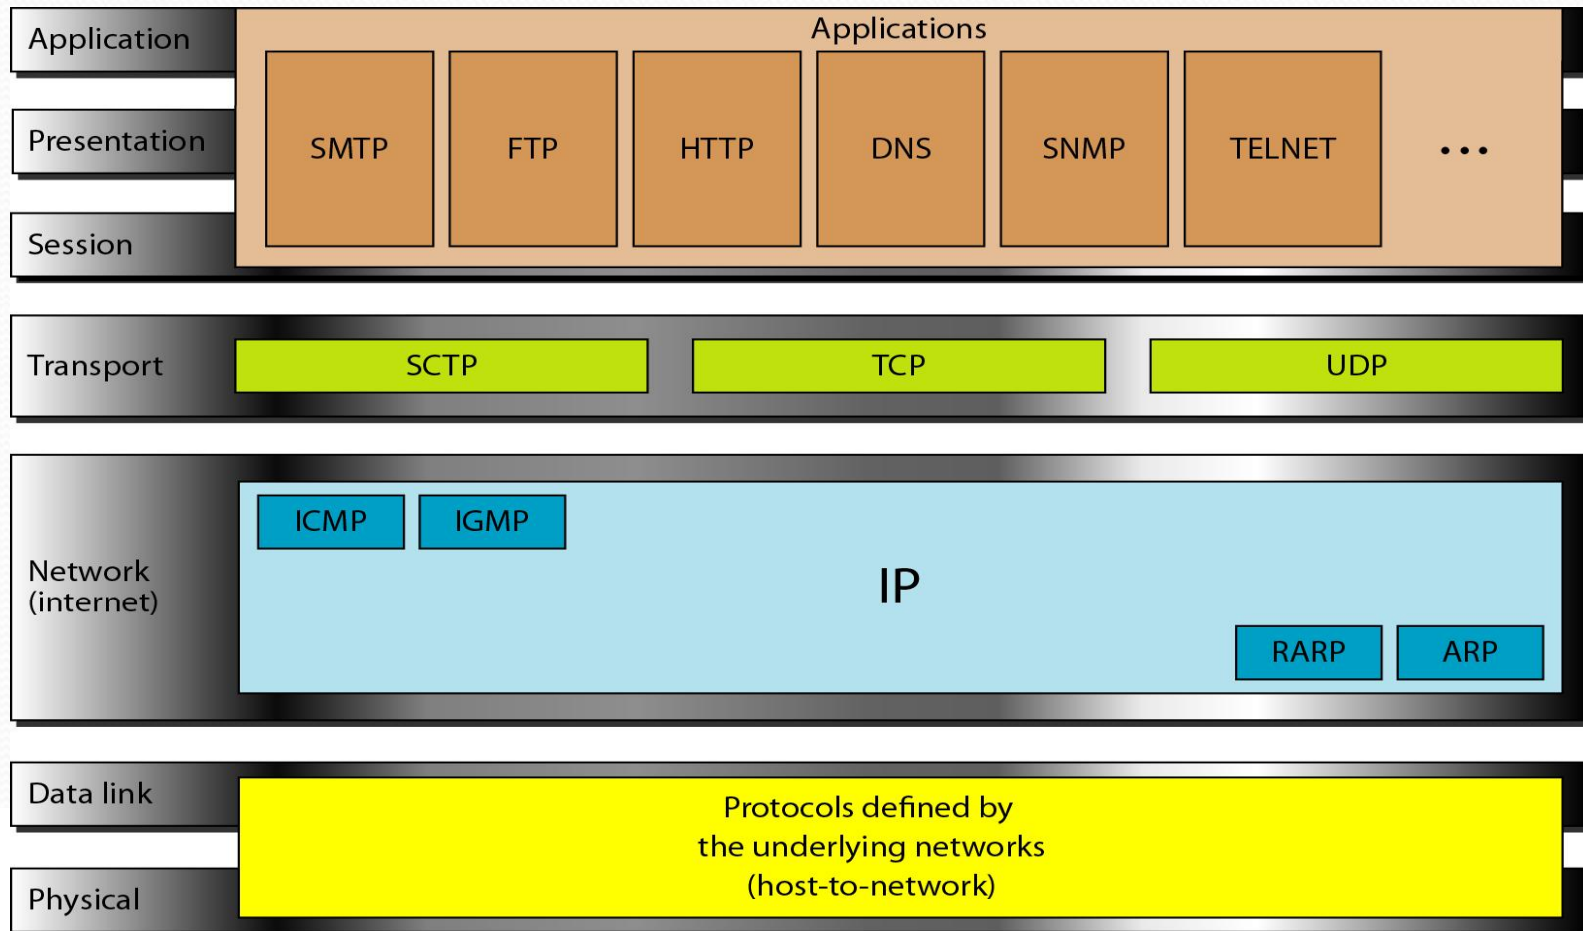 Application
Applications
Presentation
SMTP
FTP
HTTP
DNS
SNMP
TELNET
...
Session
Transport
SCTP
TCP
UDP
Network
(internet)
ICMP
IGMP
IP
RARP
ARP
Data link
Protocols defined by
the underlying networks
(host-to-network)
Physical